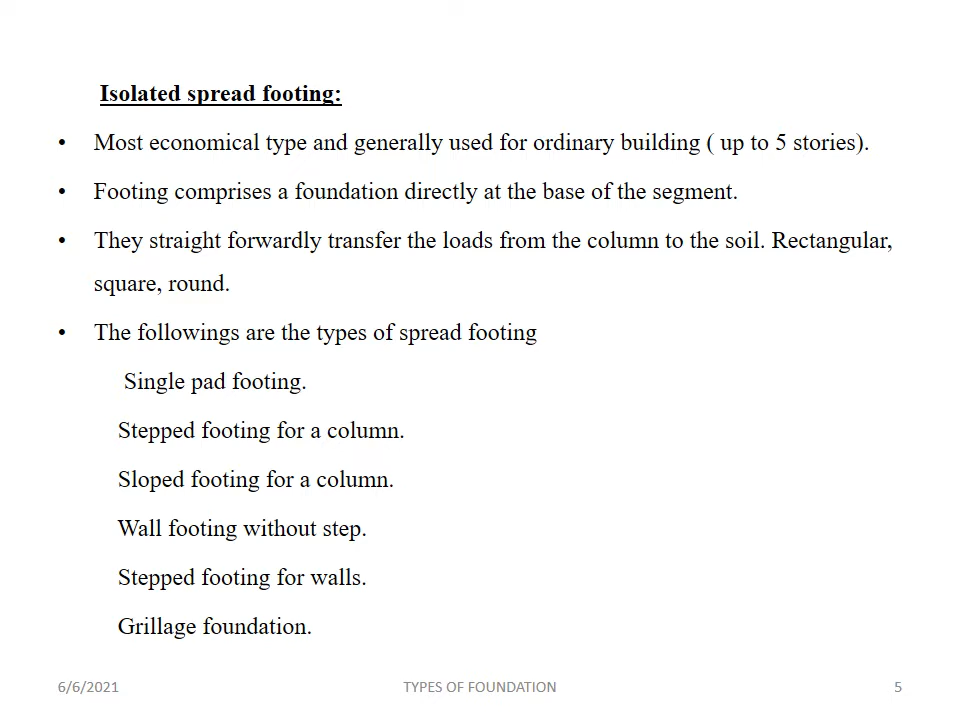 Isolated spread footing:
• Most economical type and generally used for ordinary building ( up to 5 stories).
• Footing comprises a foundation directly at the base of the segment.
• They straight forwardly transfer the loads from the column to the soil. Rectangular,
square, round.
• The followings are the types of spread footing
Single pad footing.
Stepped footing for a column.
Sloped footing for a column.
Wall footing without step.
Stepped footing for walls.
Grillage foundation.
6/6/2021 TYPES OF FOUNDATION 5